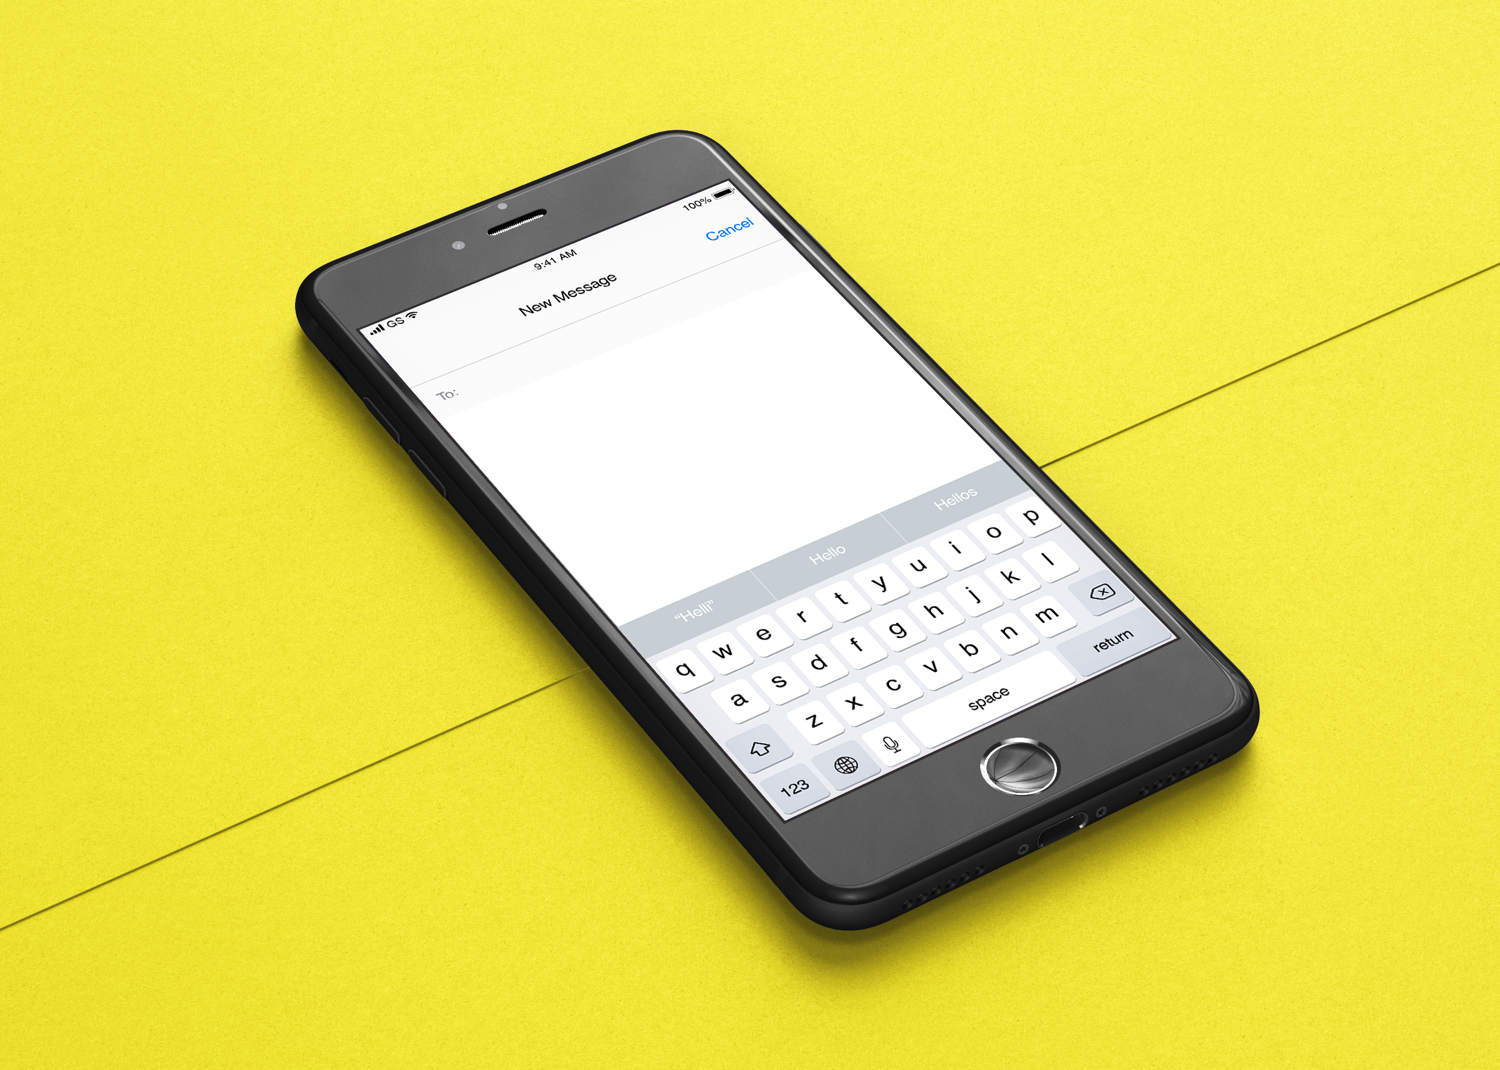 GS 9:41 AM 100%
New Message Cancel
To:
“Helli” Hello Hellos
q w e r t y u i o p
a s d f g h j k l
z x c v b n m
123 space return